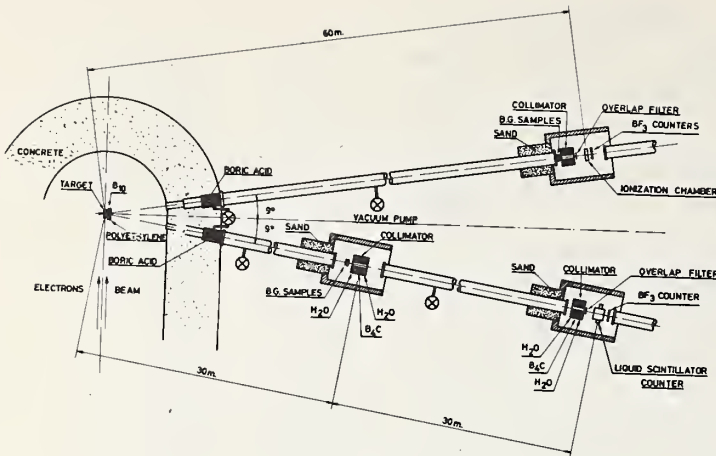 60m.
COLLIMATOR
B.G. SAMPLES
OVERLAP FILTER
SAND
BF3 COUNTERS
CONCRETE
BORIC ACID
IONIZATION CHAMBER
TARGET
B10
9°
VACUUM PUMP
POLYETHYLENE
SAND
9°
BORIC ACID
COLLIMATOR
SAND
COLLIMATOR
OVERLAP FILTER
ELECTRONS
BEAM
B.G. SAMPLES
BF3 COUNTER
H2O
H2O
B4C
H2O
B4C
H2O
LIQUID SCINTILLATOR
COUNTER
30m.
30m.